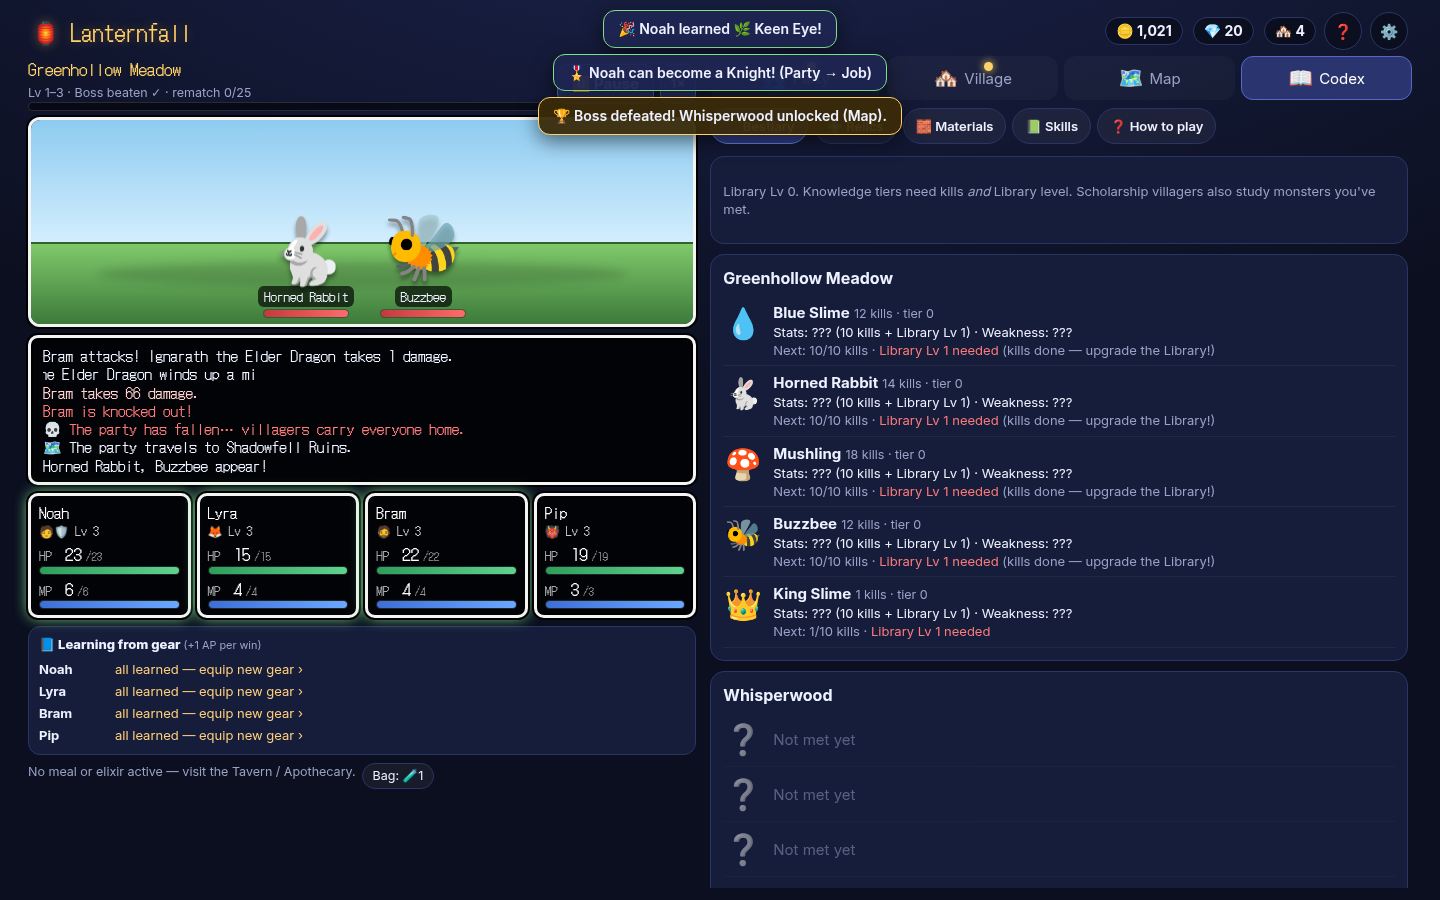 Lanternfall
🎉 Noah learned 🌿 Keen Eye!
🎖️ Noah can become a Knight! (Party → Job)
🏆 Boss defeated! Whisperwood unlocked (Map).
1,021
20
4
Greenhollow Meadow
Lv 1–3 · Boss beaten ✓ · rematch 0/25
Village
Map
Codex
Materials
Skills
How to play
Horned Rabbit
Buzzbee
Bram attacks! Ignarath the Elder Dragon takes 1 damage.
e Elder Dragon winds up a mi
Bram takes 66 damage.
Bram is knocked out!
💀 The party has fallen… villagers carry everyone home.
🗺️ The party travels to Shadowfell Ruins.
Horned Rabbit, Buzzbee appear!
Noah
Lv 3
HP 23 /23
MP 6 /6
Lyra
Lv 3
HP 15 /15
MP 4 /4
Bram
Lv 3
HP 22 /22
MP 4 /4
Pip
Lv 3
HP 19 /19
MP 3 /3
Learning from gear (+1 AP per win)
Noah all learned — equip new gear ›
Lyra all learned — equip new gear ›
Bram all learned — equip new gear ›
Pip all learned — equip new gear ›
No meal or elixir active — visit the Tavern / Apothecary.
Bag: 🧪1
Library Lv 0. Knowledge tiers need kills and Library level. Scholarship villagers also study monsters you've
met.
Greenhollow Meadow
Blue Slime 12 kills · tier 0
Stats: ??? (10 kills + Library Lv 1) · Weakness: ???
Next: 10/10 kills · Library Lv 1 needed (kills done — upgrade the Library!)
Horned Rabbit 14 kills · tier 0
Stats: ??? (10 kills + Library Lv 1) · Weakness: ???
Next: 10/10 kills · Library Lv 1 needed (kills done — upgrade the Library!)
Mushling 18 kills · tier 0
Stats: ??? (10 kills + Library Lv 1) · Weakness: ???
Next: 10/10 kills · Library Lv 1 needed (kills done — upgrade the Library!)
Buzzbee 12 kills · tier 0
Stats: ??? (10 kills + Library Lv 1) · Weakness: ???
Next: 10/10 kills · Library Lv 1 needed (kills done — upgrade the Library!)
King Slime 1 kills · tier 0
Stats: ??? (10 kills + Library Lv 1) · Weakness: ???
Next: 1/10 kills · Library Lv 1 needed
Whisperwood
Not met yet
Not met yet
Not met yet